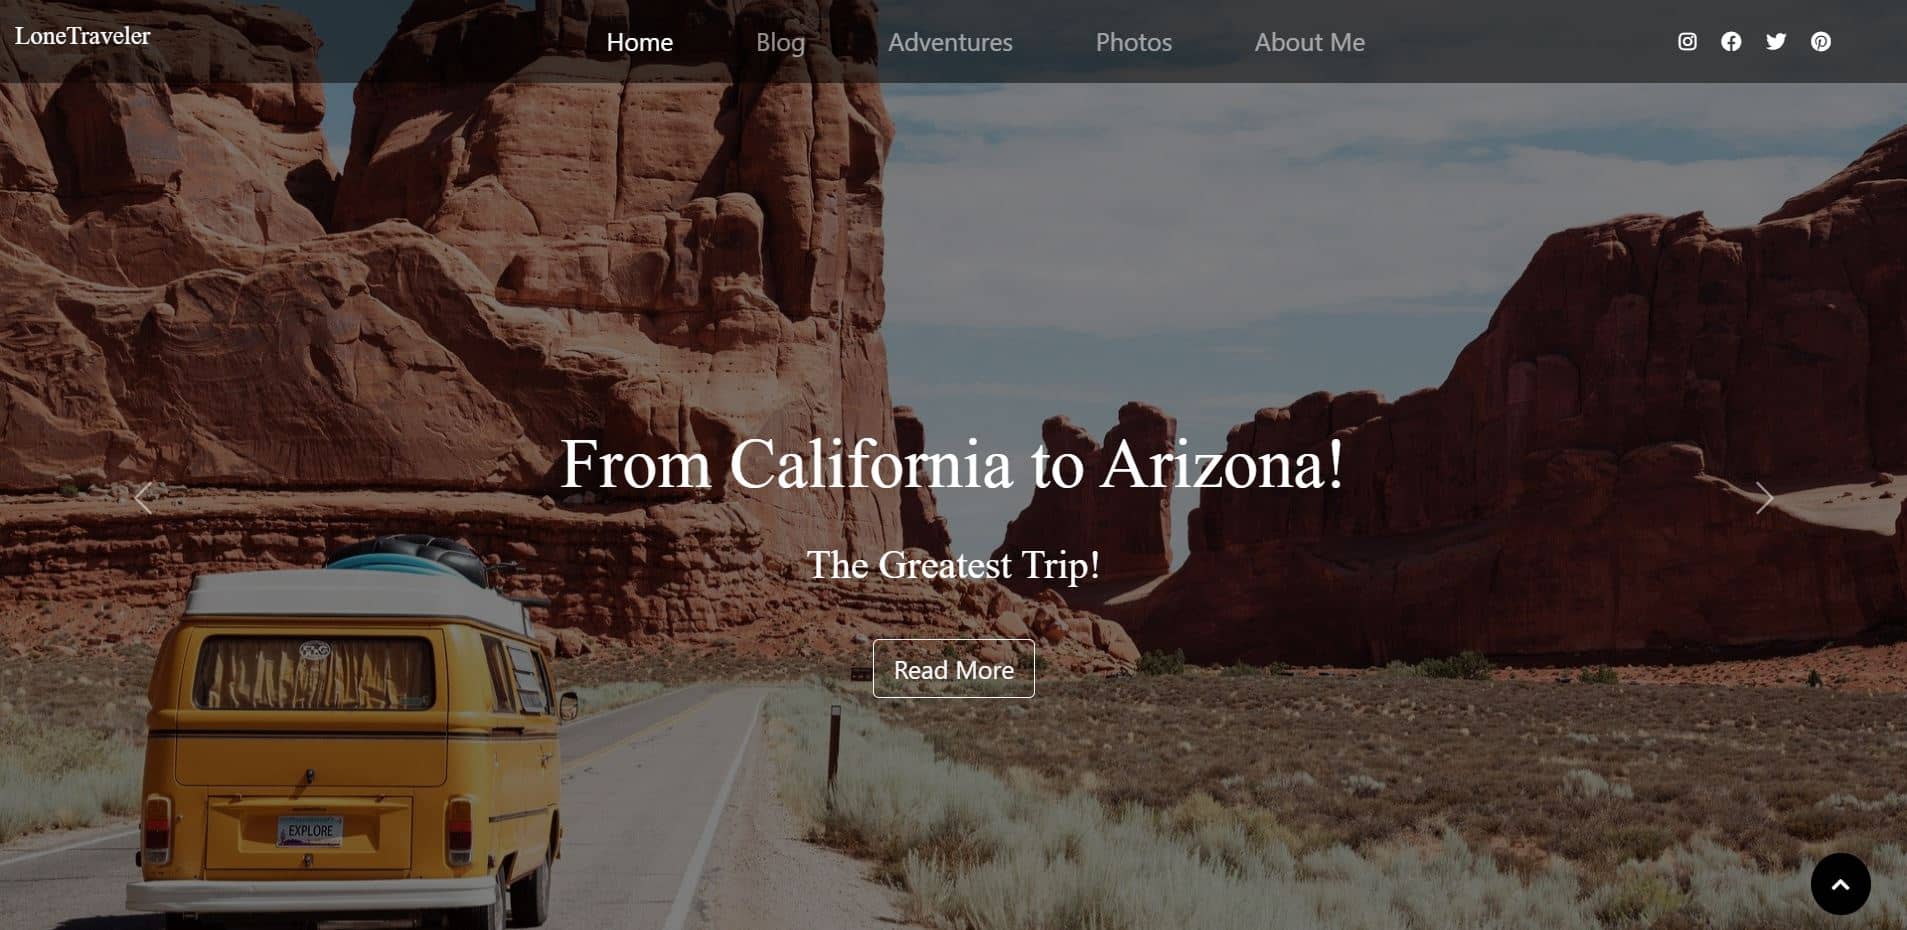 LoneTraveler
Home
Blog
Adventures
Photos
About Me
From California to Arizona!
The Greatest Trip!
Read More
EXPLORE